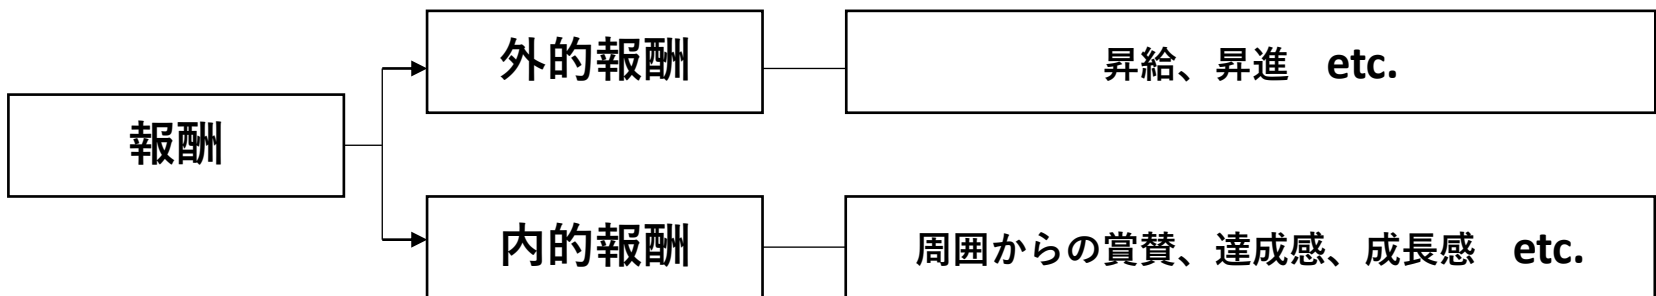 外的報酬
昇給、昇進　etc.
報酬
内的報酬
周囲からの賞賛、達成感、成長感　etc.